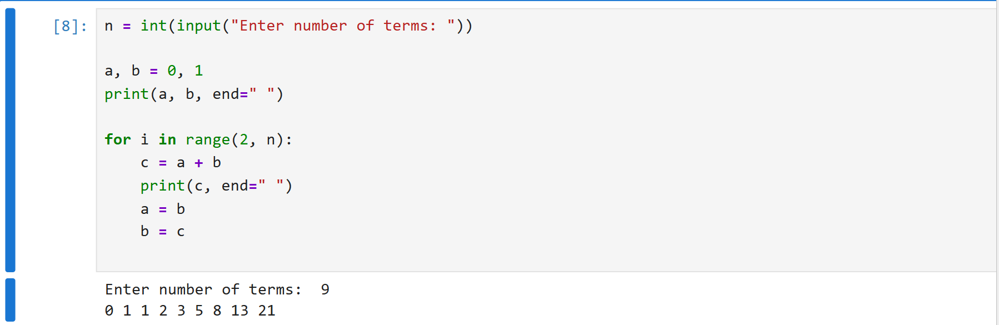 [8]: n = int(input("Enter number of terms: "))
a, b = 0, 1
print(a, b, end=" ")
for i in range(2, n):
    c = a + b
    print(c, end=" ")
    a = b
    b = c
Enter number of terms:  9
0 1 1 2 3 5 8 13 21